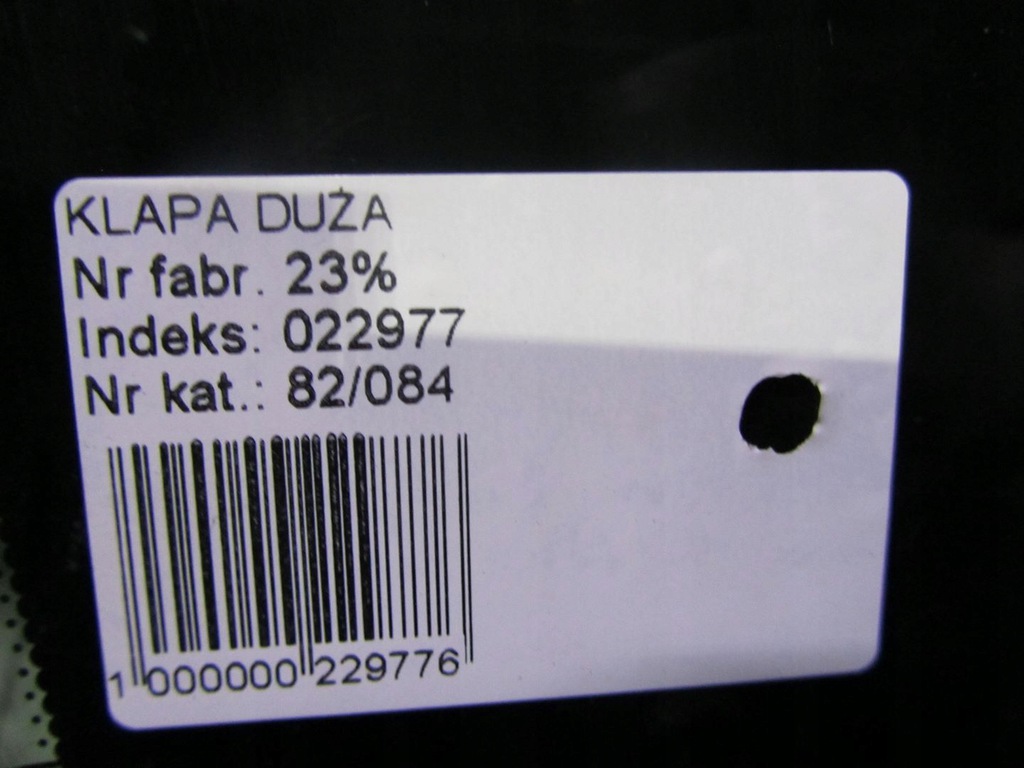 KLAPA DUŻA
Nr fabr. 23%
Indeks: 022977
Nr kat.: 82/084
1 000000 229776